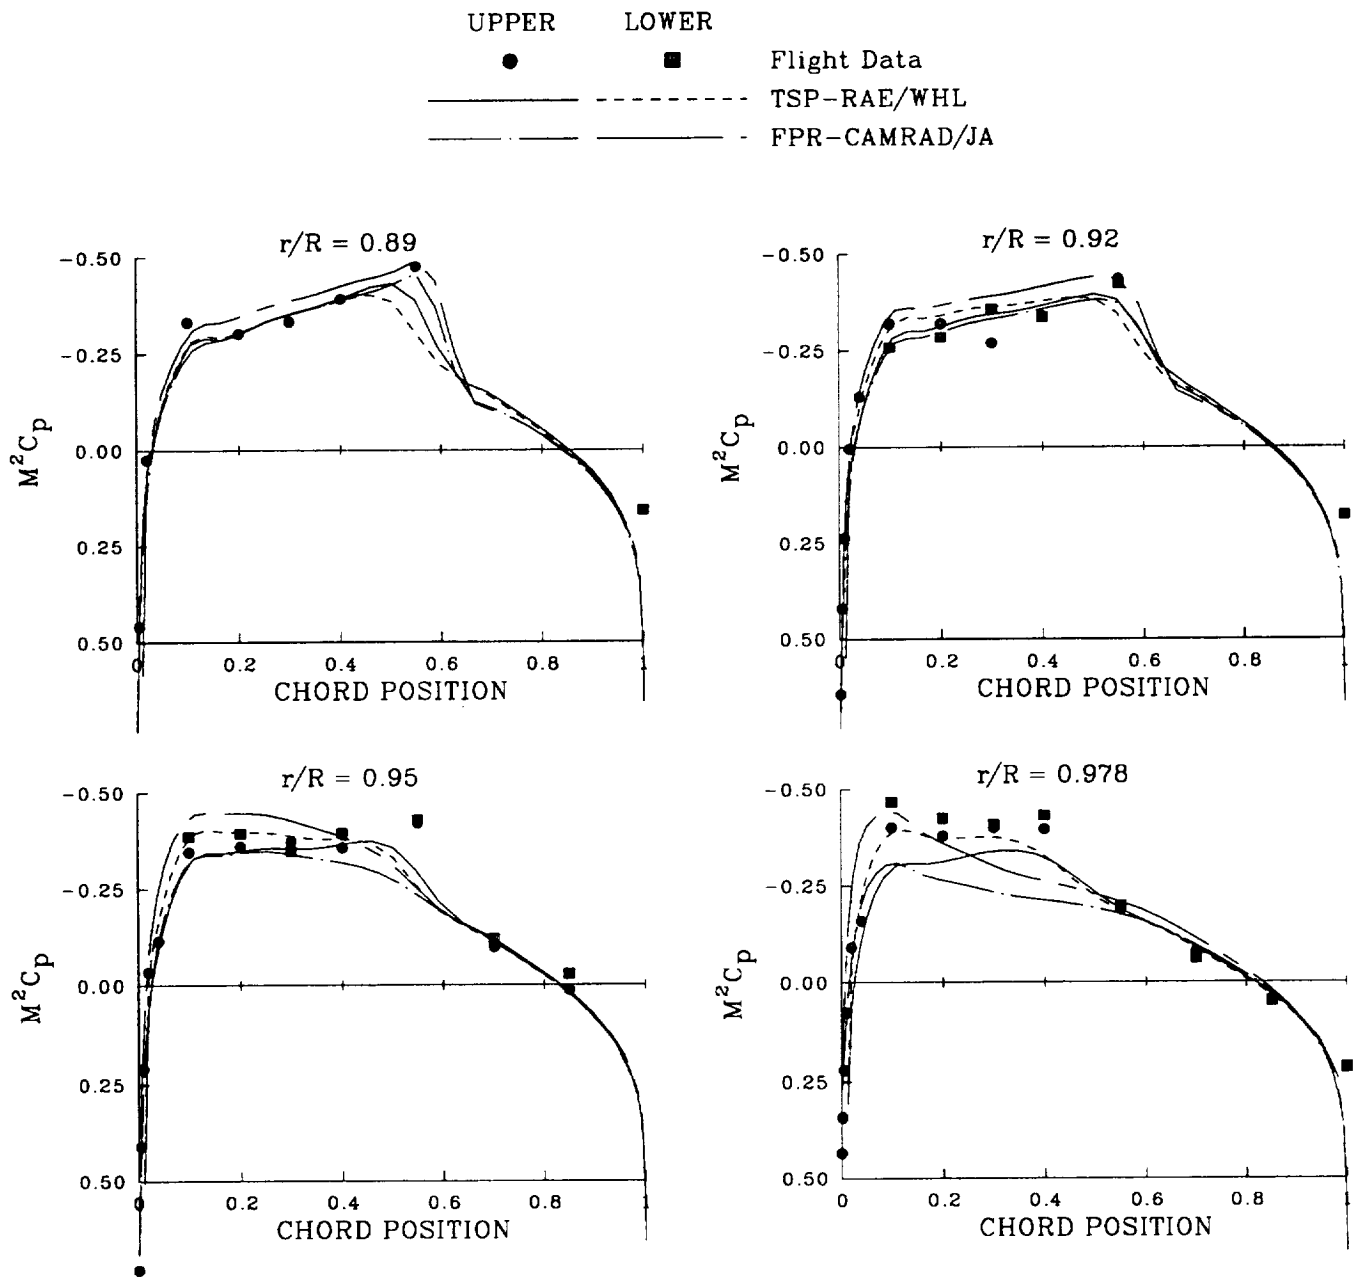 UPPER LOWER
Flight Data
TSP-RAE/WHL
FPR-CAMRAD/JA
r/R = 0.89
-0.50
-0.25
0.00
0.25
0.50
M²Cp
0 0.2 0.4 0.6 0.8 1
CHORD POSITION
r/R = 0.92
-0.50
-0.25
0.00
0.25
0.50
M²Cp
0 0.2 0.4 0.6 0.8 1
CHORD POSITION
r/R = 0.95
-0.50
-0.25
0.00
0.25
0.50
M²Cp
0 0.2 0.4 0.6 0.8 1
CHORD POSITION
r/R = 0.978
-0.50
-0.25
0.00
0.25
0.50
M²Cp
0 0.2 0.4 0.6 0.8 1
CHORD POSITION